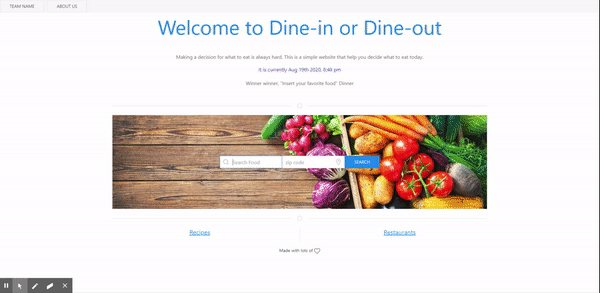 TEAM NAME ABOUT US
Welcome to Dine-in or Dine-out
Making a decision for what to eat is always hard. This is a simple website that help you decide what to eat today.
It is currently Aug 19th 2020, 8:40 pm
Winner winner, "insert your favorite food" Dinner
Search Food zip code SEARCH
Recipes Restaurants
Made with lots of